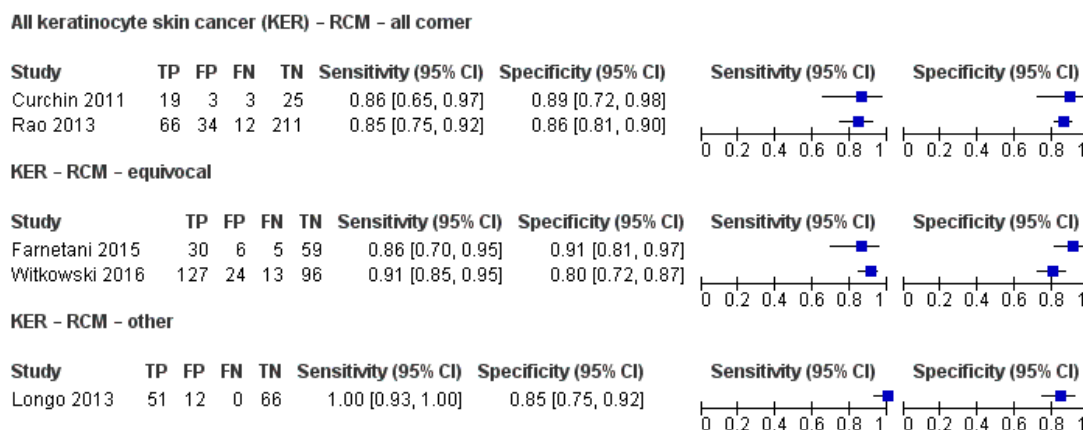 All keratinocyte skin cancer (KER) – RCM – all comer
Study TP FP FN TN Sensitivity (95% CI) Specificity (95% CI) Sensitivity (95% CI) Specificity (95% CI)
Curchin 2011 19 3 3 25 0.86 [0.65, 0.97] 0.89 [0.72, 0.98]
Rao 2013 66 34 12 211 0.85 [0.75, 0.92] 0.86 [0.81, 0.90]
0 0.2 0.4 0.6 0.8 1 0 0.2 0.4 0.6 0.8 1
KER – RCM – equivocal
Study TP FP FN TN Sensitivity (95% CI) Specificity (95% CI) Sensitivity (95% CI) Specificity (95% CI)
Farnetani 2015 30 6 5 59 0.86 [0.70, 0.95] 0.91 [0.81, 0.97]
Witkowski 2016 127 24 13 96 0.91 [0.85, 0.95] 0.80 [0.72, 0.87]
0 0.2 0.4 0.6 0.8 1 0 0.2 0.4 0.6 0.8 1
KER – RCM – other
Study TP FP FN TN Sensitivity (95% CI) Specificity (95% CI) Sensitivity (95% CI) Specificity (95% CI)
Longo 2013 51 12 0 66 1.00 [0.93, 1.00] 0.85 [0.75, 0.92]
0 0.2 0.4 0.6 0.8 1 0 0.2 0.4 0.6 0.8 1